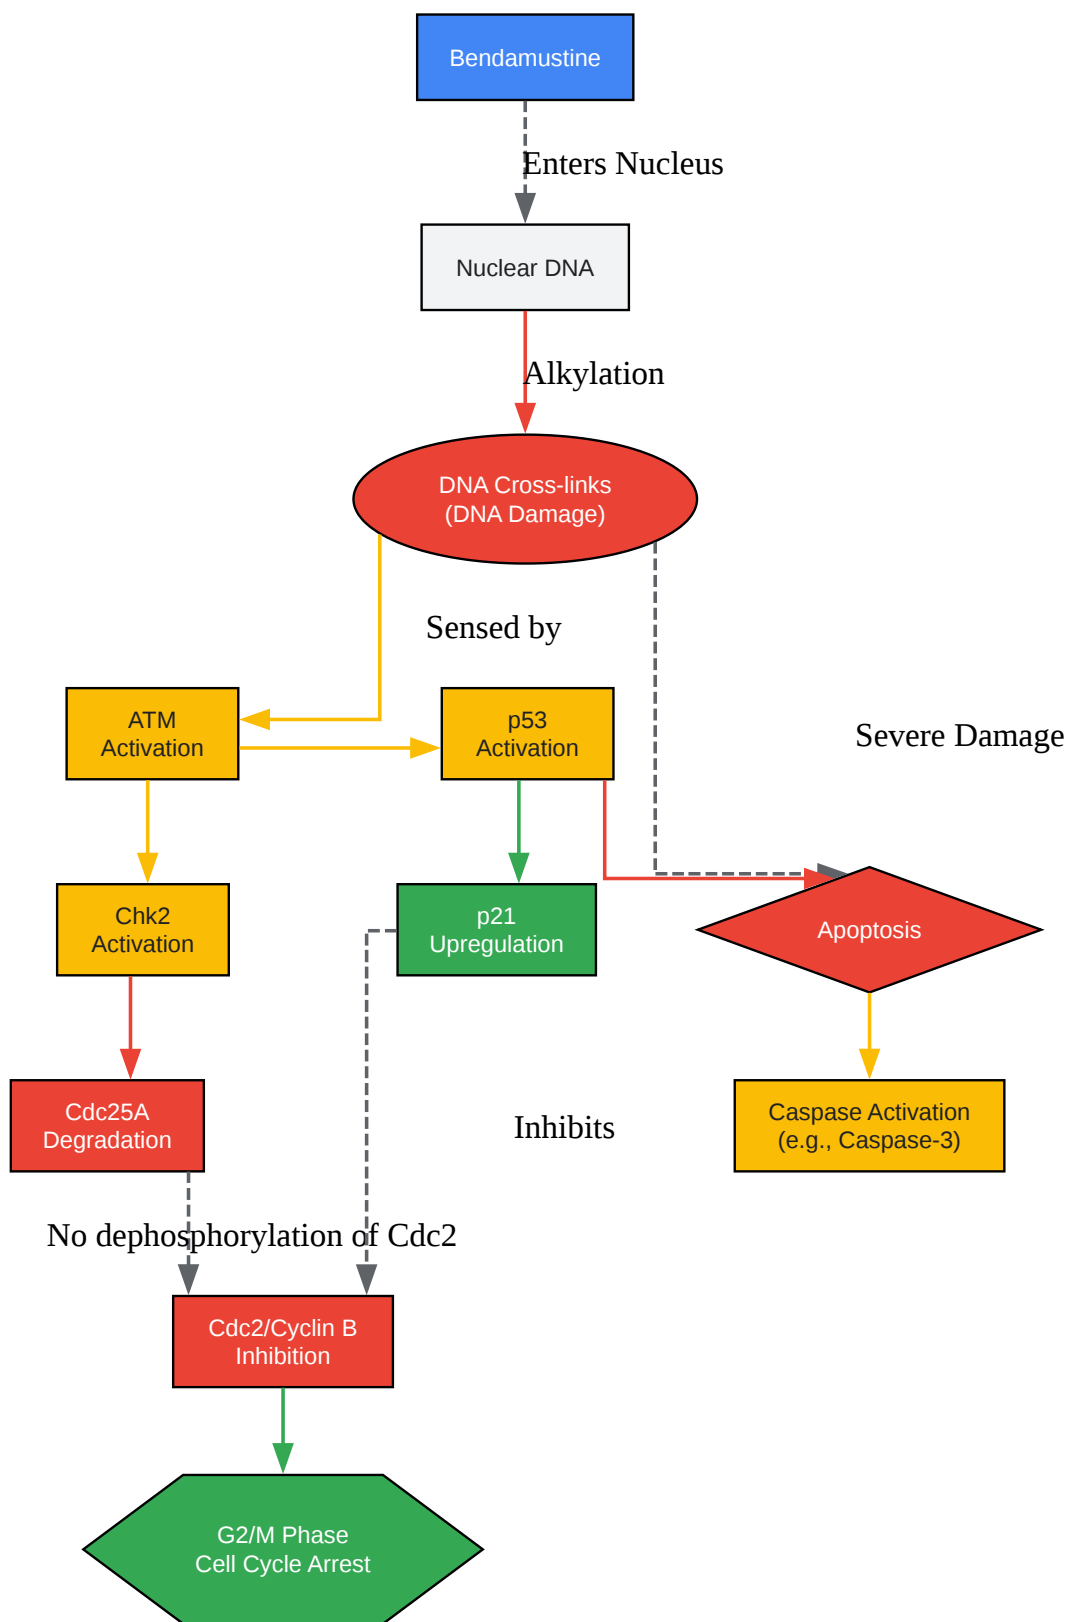 Bendamustine
Enters Nucleus
Nuclear DNA
Alkylation
DNA Cross-links
(DNA Damage)
Sensed by
ATM
Activation
p53
Activation
Severe Damage
Chk2
Activation
p21
Upregulation
Apoptosis
Cdc25A
Degradation
Inhibits
Caspase Activation
(e.g., Caspase-3)
No dephosphorylation of Cdc2
Cdc2/Cyclin B
Inhibition
G2/M Phase
Cell Cycle Arrest